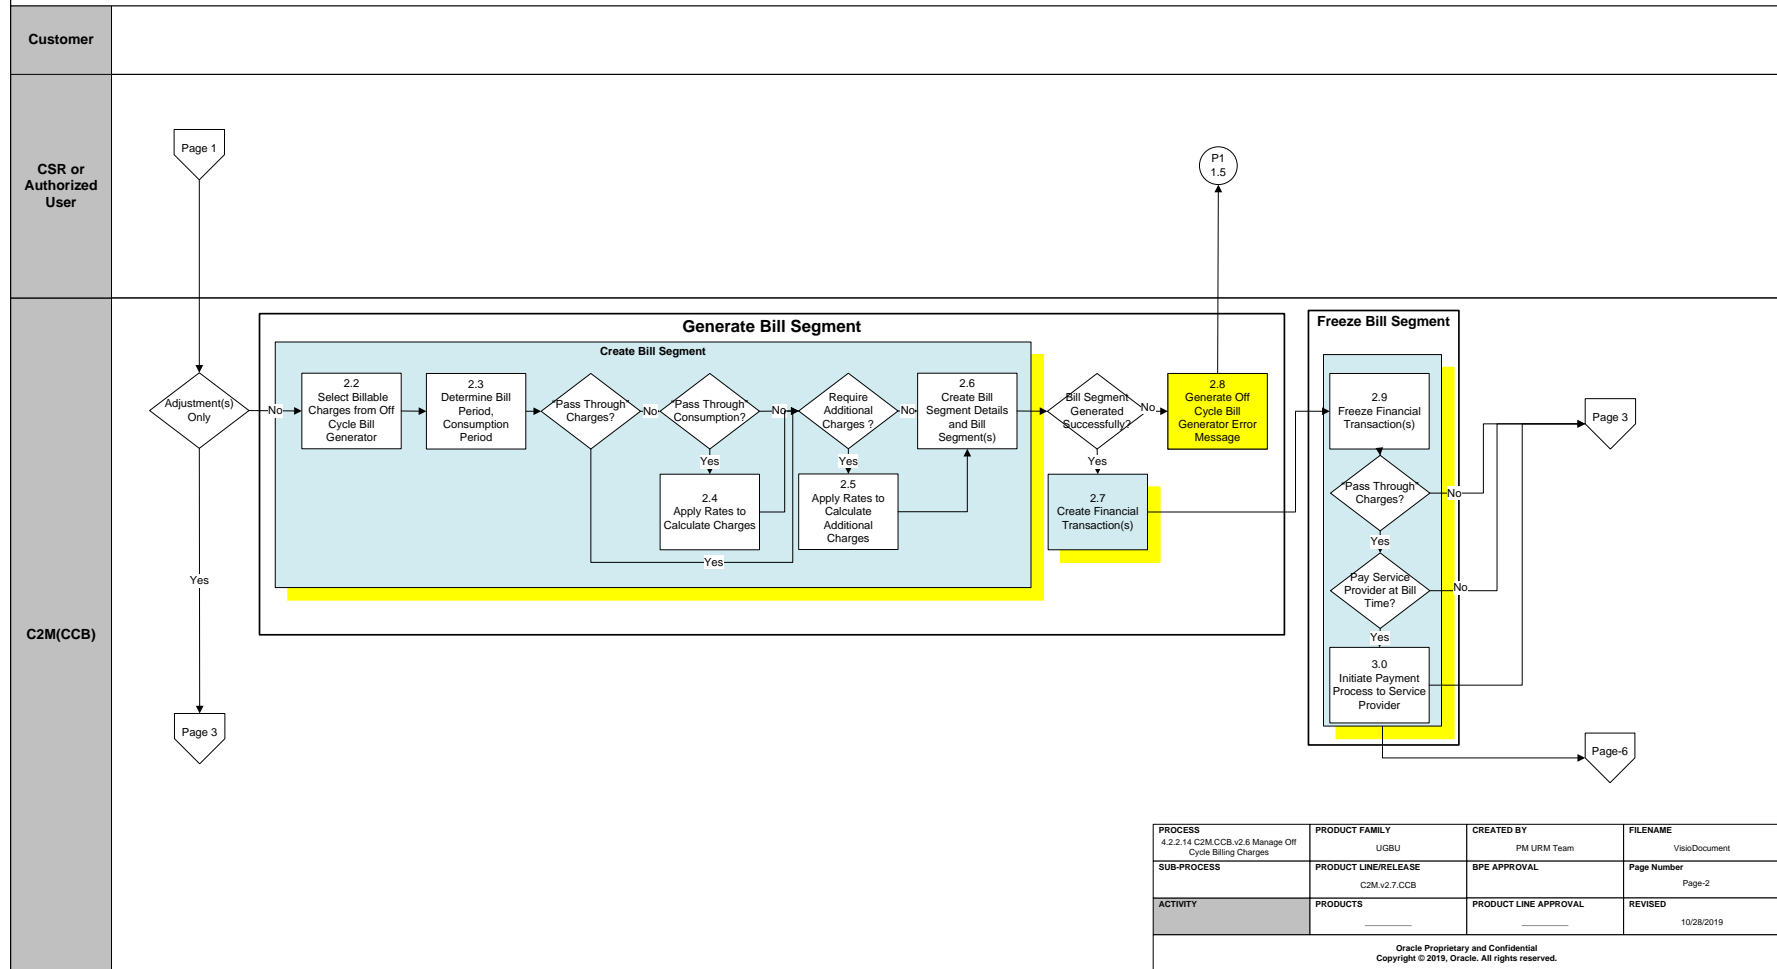 Customer
CSR or
Authorized
User
Page 1
P1
1.5
C2M(CCB)
Generate Bill Segment
Create Bill Segment
Adjustment(s)
Only
No
Yes
Page 3
2.2
Select Billable
Charges from Off
Cycle Bill
Generator
2.3
Determine Bill
Period,
Consumption
Period
"Pass Through"
Charges?
No
Yes
"Pass Through"
Consumption?
No
Yes
2.4
Apply Rates to
Calculate Charges
Require
Additional
Charges ?
No
Yes
2.5
Apply Rates to
Calculate
Additional
Charges
2.6
Create Bill
Segment Details
and Bill
Segment(s)
Bill Segment
Generated
Successfully?
No
Yes
2.7
Create Financial
Transaction(s)
2.8
Generate Off
Cycle Bill
Generator Error
Message
Freeze Bill Segment
2.9
Freeze Financial
Transaction(s)
"Pass Through"
Charges?
No
Yes
Pay Service
Provider at Bill
Time?
No
Yes
3.0
Initiate Payment
Process to Service
Provider
Page 3
Page-6
PROCESS
4.2.2.14 C2M.CCB.v2.6 Manage Off
Cycle Billing Charges
PRODUCT FAMILY
UGBU
CREATED BY
PM URM Team
FILENAME
VisioDocument
SUB-PROCESS
PRODUCT LINE/RELEASE
C2M.v2.7.CCB
BPE APPROVAL
Page Number
Page-2
ACTIVITY
PRODUCTS
PRODUCT LINE APPROVAL
REVISED
10/28/2019
Oracle Proprietary and Confidential
Copyright © 2019, Oracle. All rights reserved.